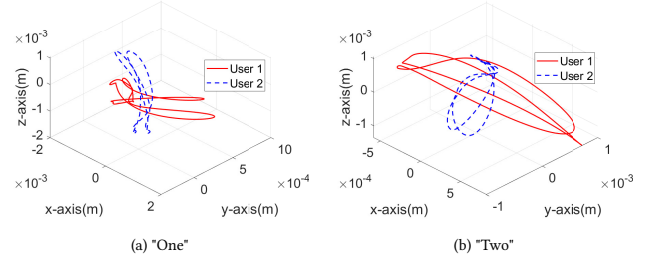 ×10⁻³
1
0
-1
-2
z-axis(m)
-2
0
2
×10⁻³
x-axis(m)
0
5
10
×10⁻⁴
y-axis(m)
User 1
User 2
(a) "One"
×10⁻³
1
0
-1
z-axis(m)
-5
0
5
×10⁻⁴
x-axis(m)
-1
0
1
×10⁻³
y-axis(m)
User 1
User 2
(b) "Two"